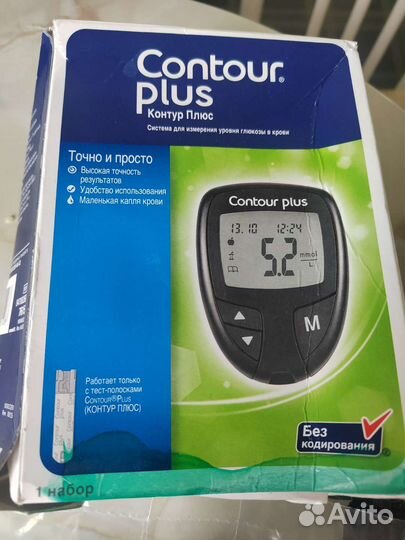 Contour®
plus
Контур Плюс
Система для измерения уровня глюкозы в крови
Точно и просто
Высокая точность
результатов
Удобство использования
Маленькая капля крови
Contour plus
13.10 12:24
5.2 mmol
L
M
Работает только
с тест-полосками
CONTOUR®PLUS
(КОНТУР ПЛЮС)
Без
кодирования
1 набор
Avito